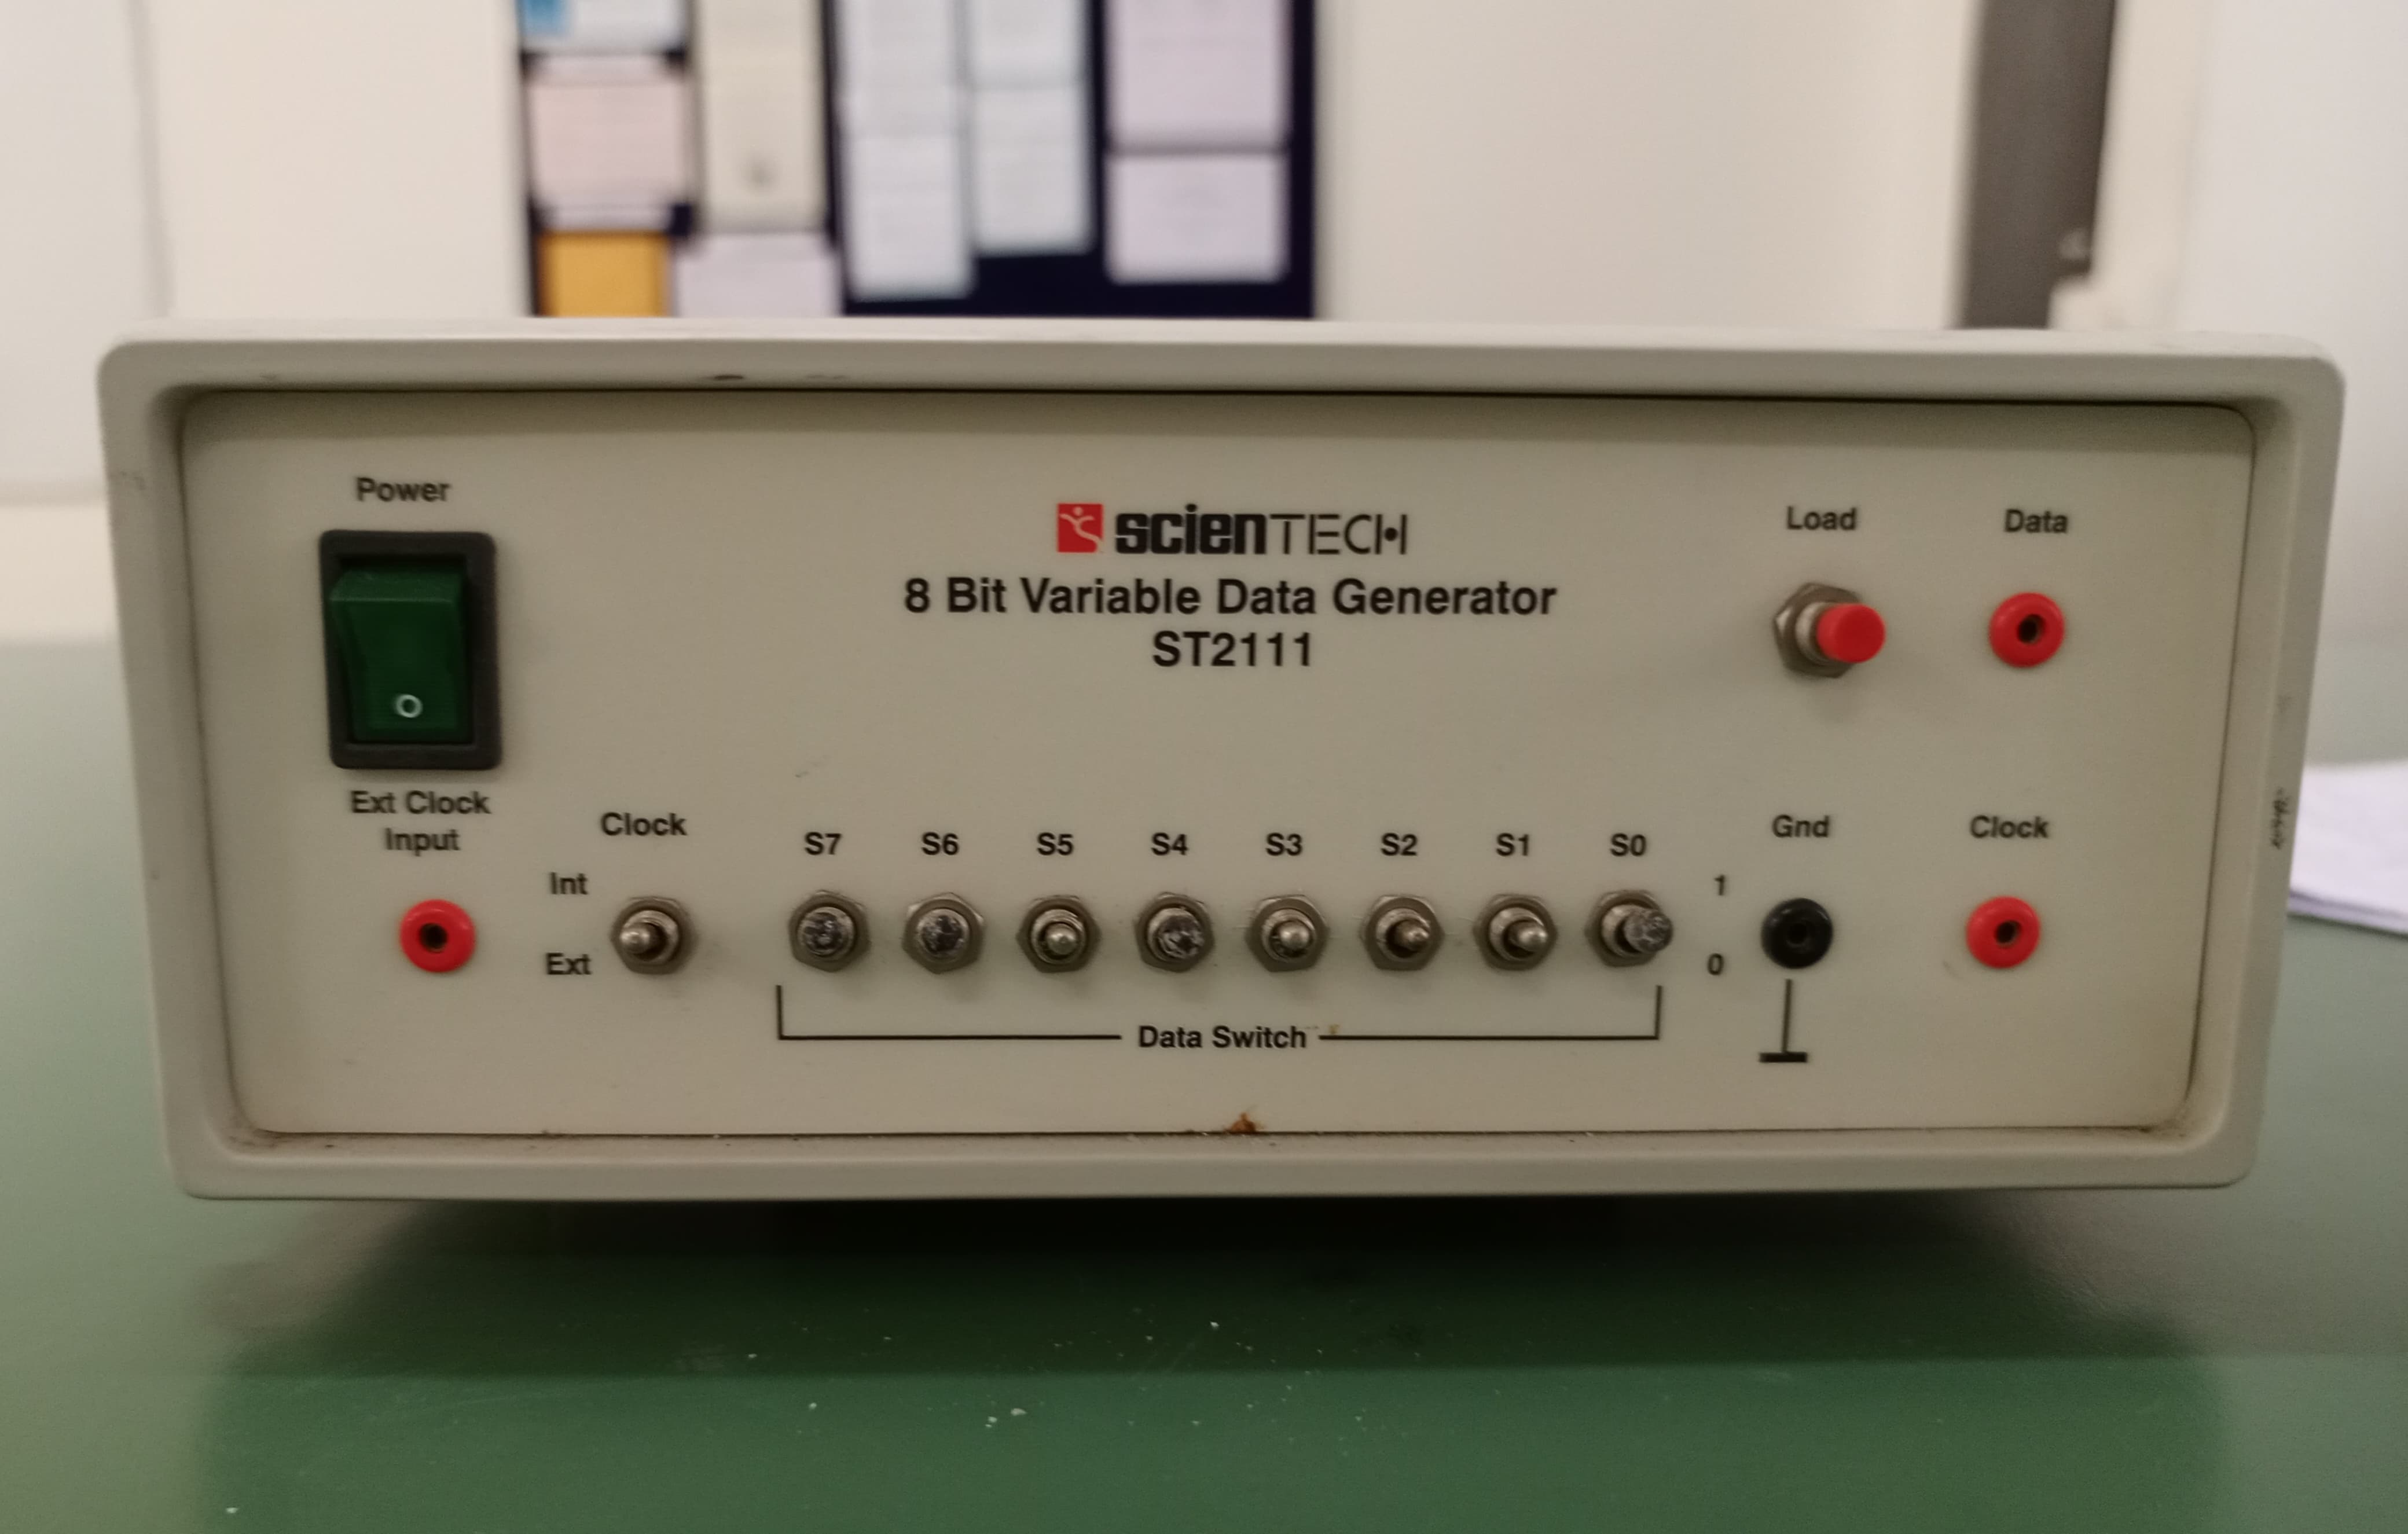 Power
scienTECH
8 Bit Variable Data Generator
ST2111
Load
Data
O
Ext Clock
Input
Clock
Int
Ext
S7 S6 S5 S4 S3 S2 S1 S0
1
0
Gnd
Clock
Data Switch